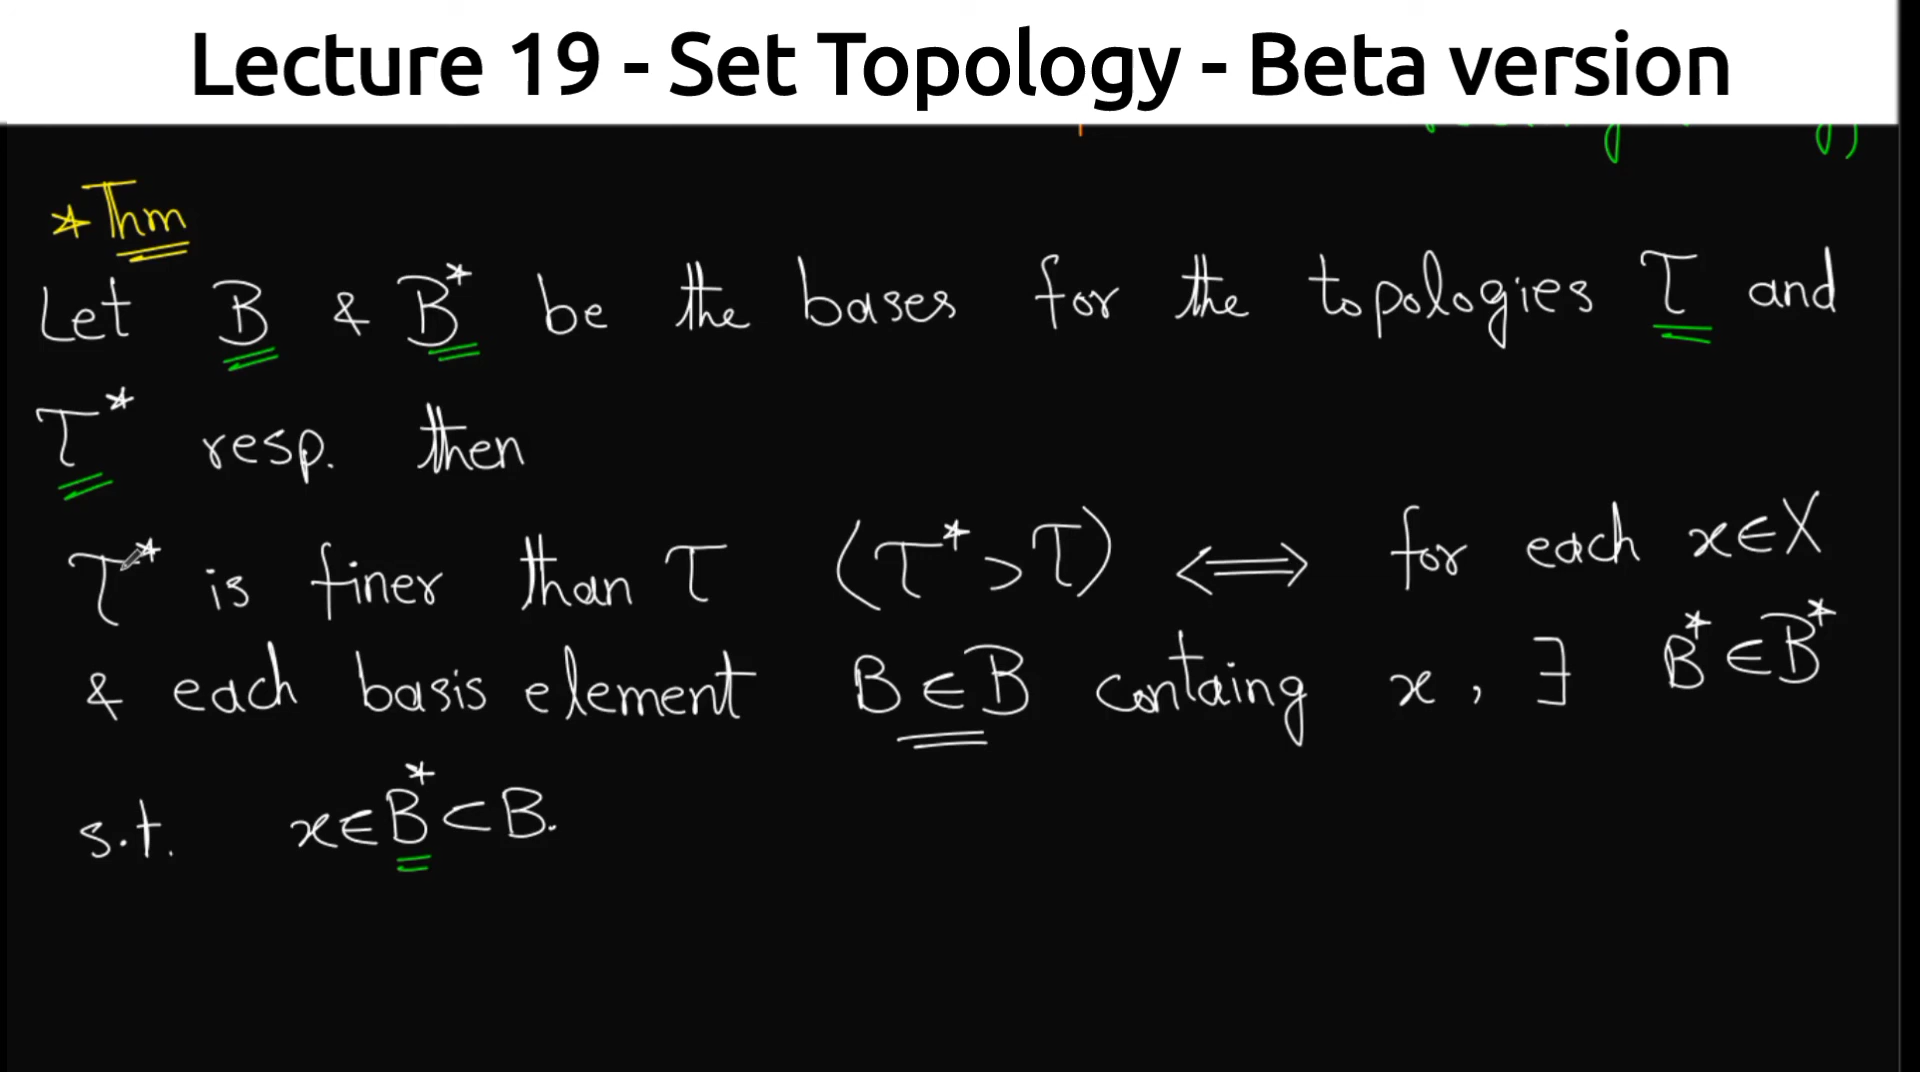 Lecture 19 - Set Topology - Beta version
* Thm
Let B & B* be the bases for the topologies τ and
τ* resp. then
τ* is finer than τ (τ* > τ) ⟺ for each x∈X
& each basis element B∈B containg x, ∃ B*∈B*
s.t. x∈B*⊂B.